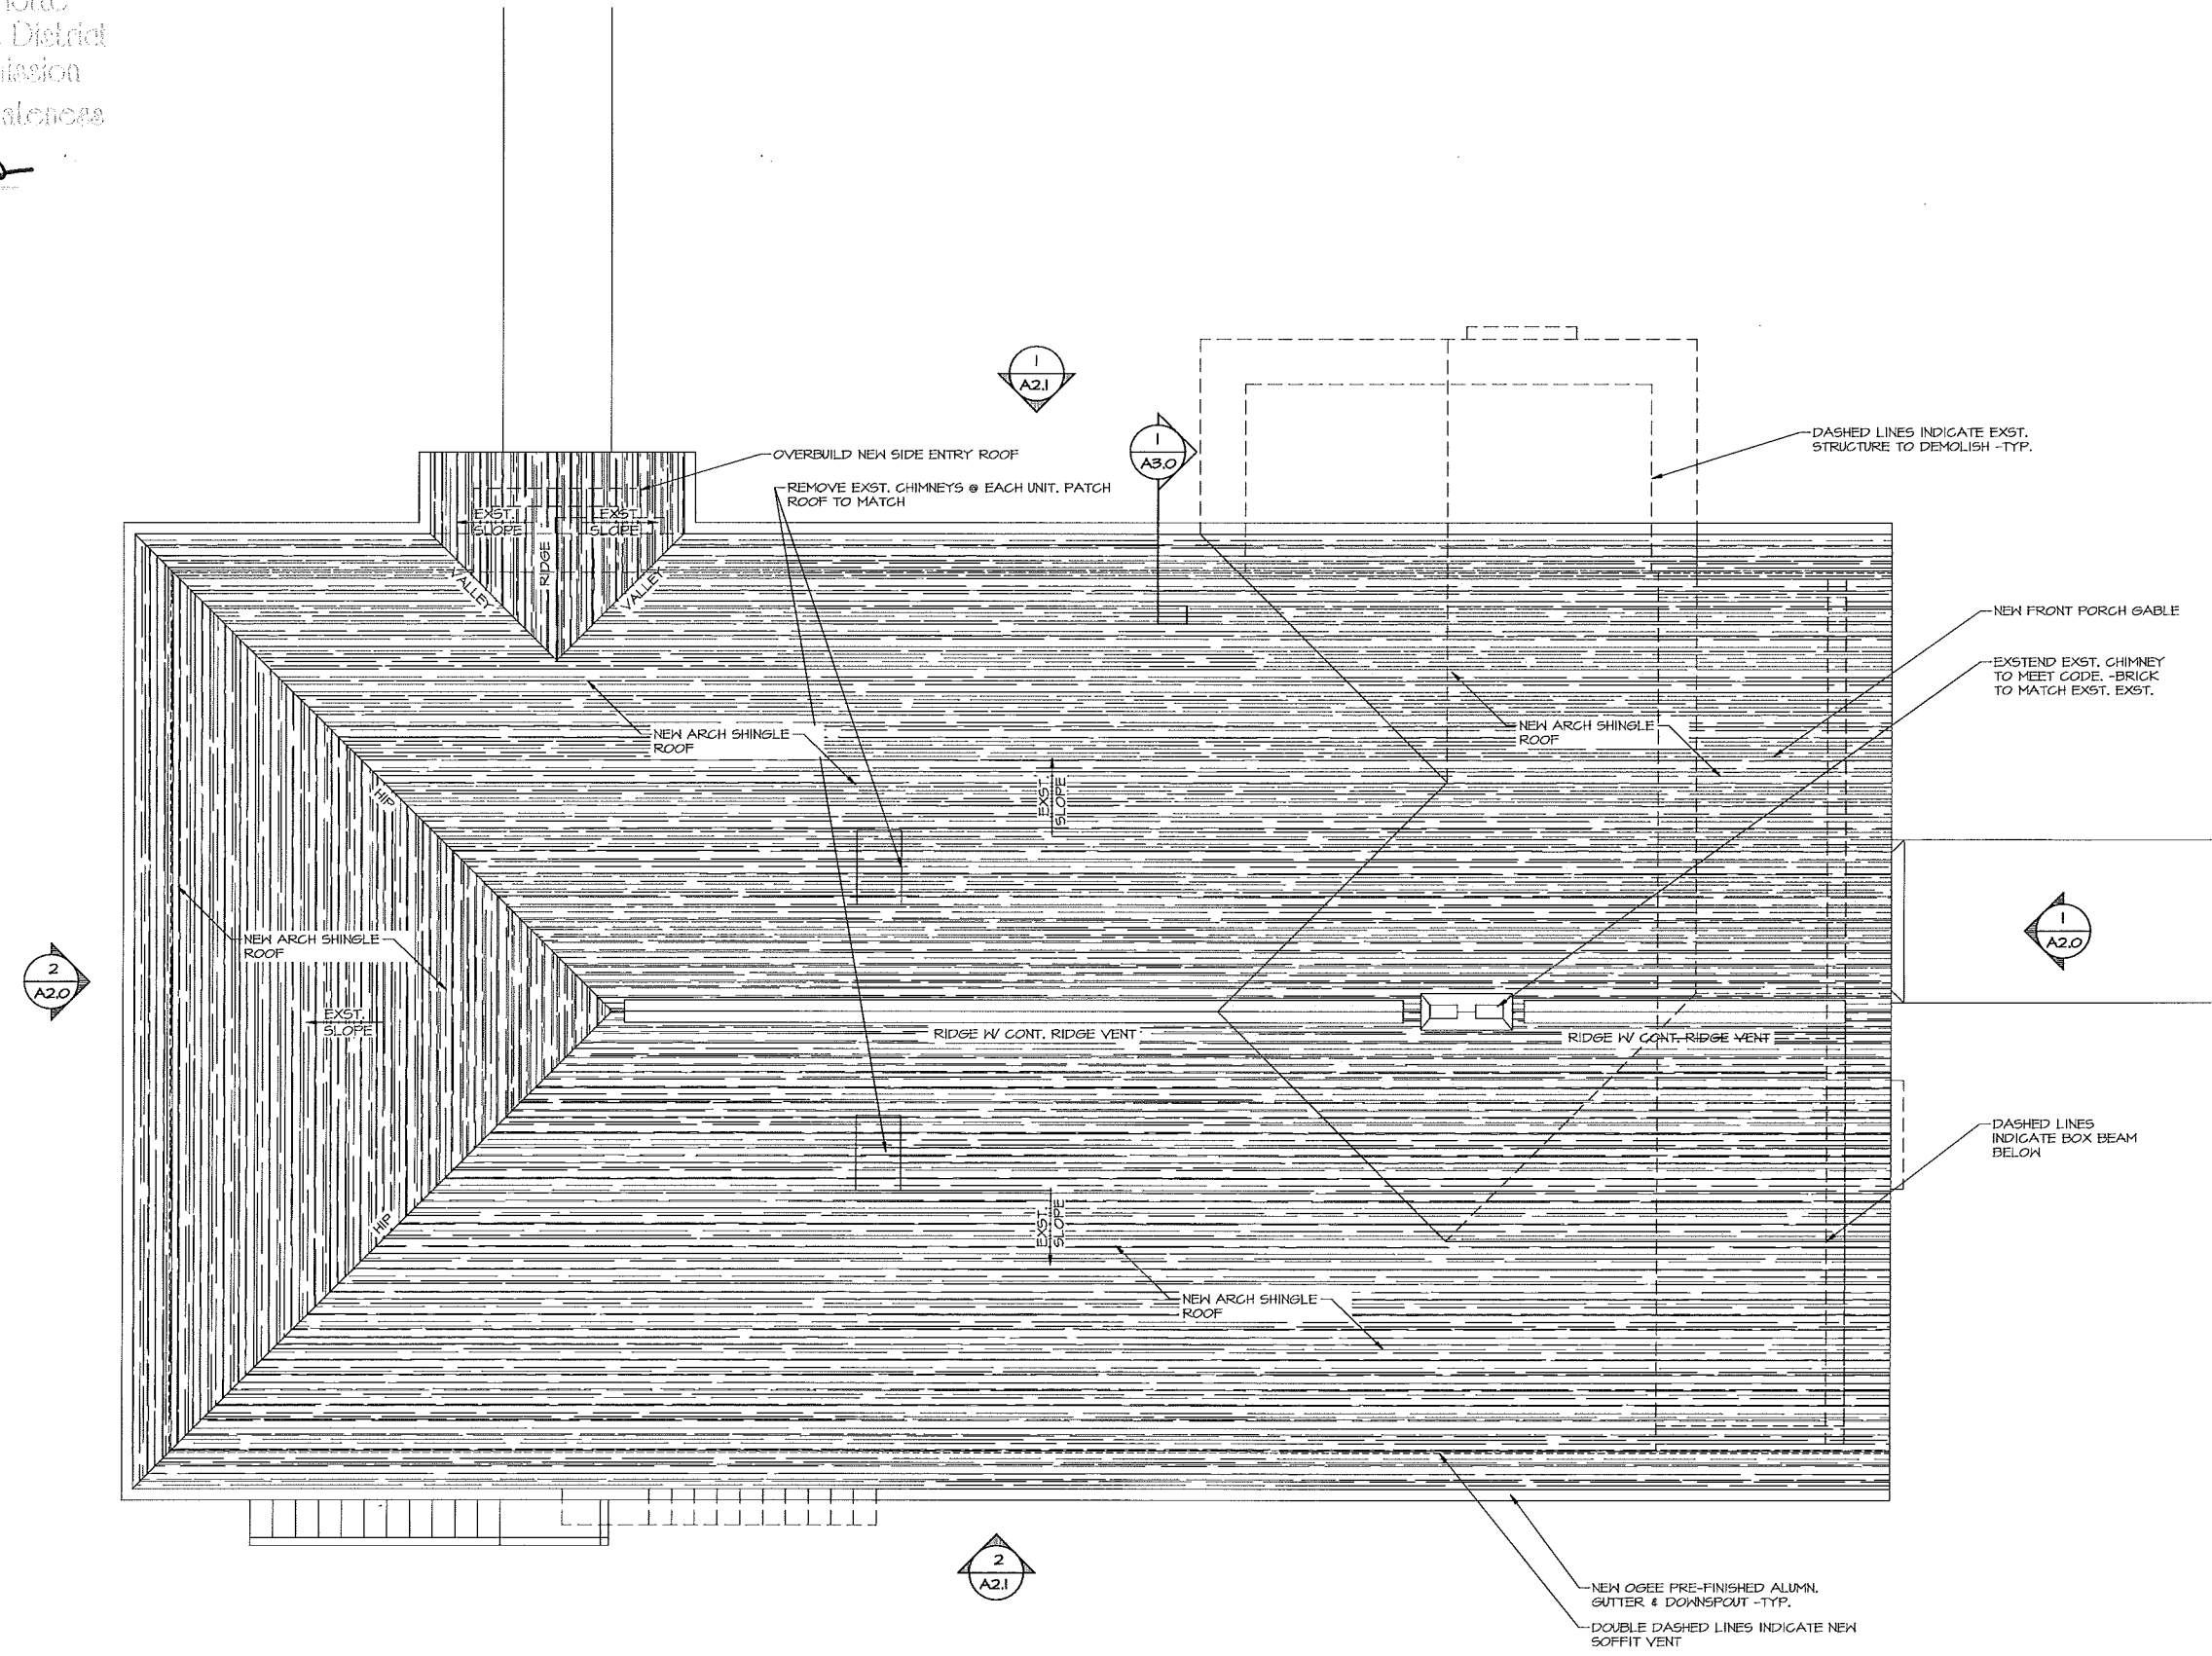 District
1
A2.1
1
A3.0
DASHED LINES INDICATE EXST.
STRUCTURE TO DEMOLISH -TYP.
OVERBUILD NEW SIDE ENTRY ROOF
REMOVE EXST. CHIMNEYS @ EACH UNIT. PATCH
ROOF TO MATCH
EXST.
SLOPE
EXST.
SLOPE
RIDGE
VALLEY
VALLEY
NEW FRONT PORCH GABLE
EXSTEND EXST. CHIMNEY
TO MEET CODE. -BRICK
TO MATCH EXST. EXST.
NEW ARCH SHINGLE
ROOF
NEW ARCH SHINGLE
ROOF
HIP
EXST.
SLOPE
NEW ARCH SHINGLE
ROOF
1
A2.0
2
A2.0
EXST.
SLOPE
RIDGE W/ CONT. RIDGE VENT
RIDGE W/ CONT. RIDGE VENT
DASHED LINES
INDICATE BOX BEAM
BELOW
HIP
EXST.
SLOPE
NEW ARCH SHINGLE
ROOF
2
A2.1
NEW OGEE PRE-FINISHED ALUMN.
GUTTER & DOWNSPOUT -TYP.
DOUBLE DASHED LINES INDICATE NEW
SOFFIT VENT